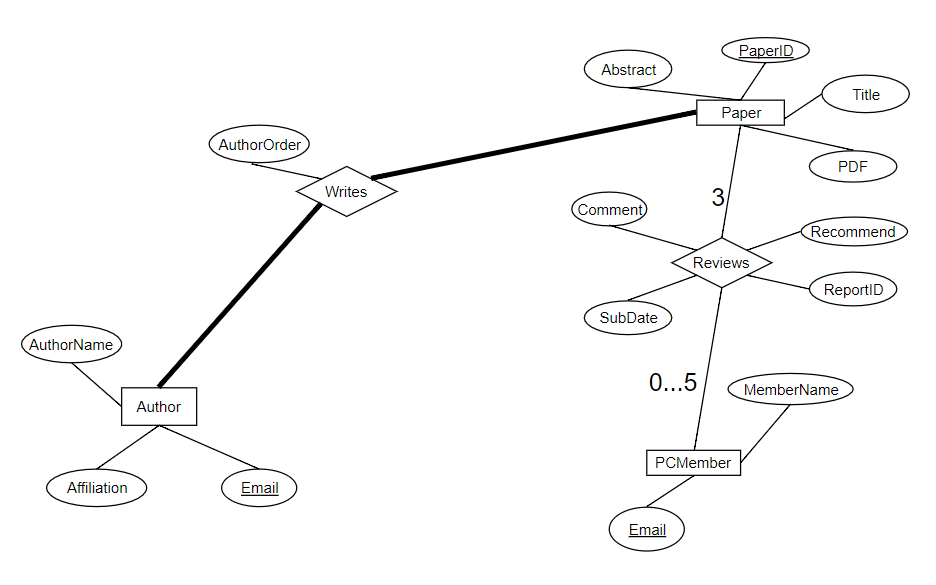 PaperID
Abstract
Title
Paper
AuthorOrder
PDF
Writes
3
Comment
Recommend
Reviews
ReportID
SubDate
AuthorName
0...5
MemberName
Author
PCMember
Affiliation
Email
Email